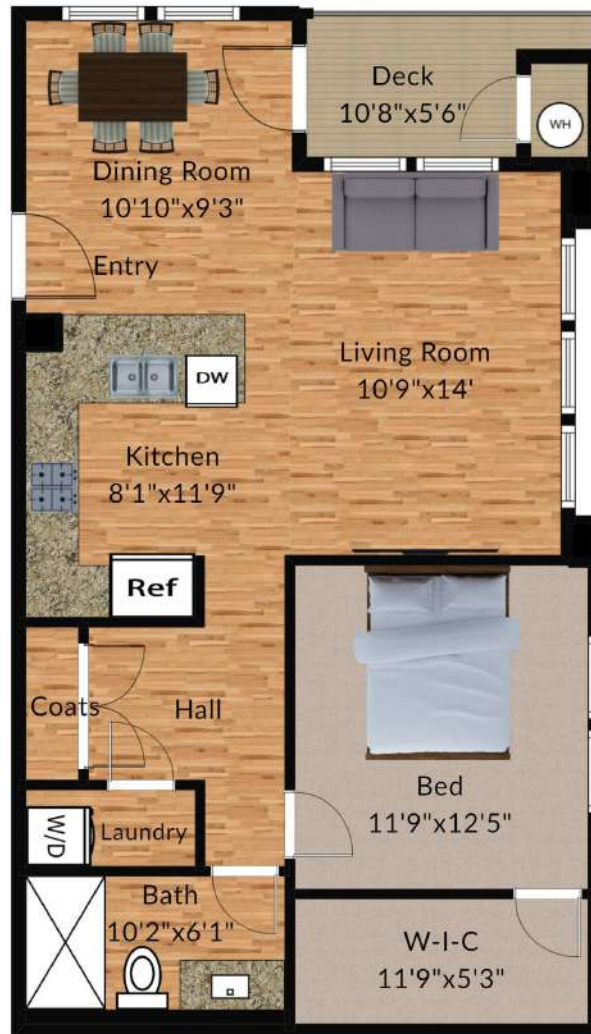 Deck
10'8"x5'6"
WH
Dining Room
10'10"x9'3"
Entry
Living Room
10'9"x14'
DW
Kitchen
8'1"x11'9"
Ref
Coats
Hall
Bed
11'9"x12'5"
W/D
Laundry
Bath
10'2"x6'1"
W-I-C
11'9"x5'3"